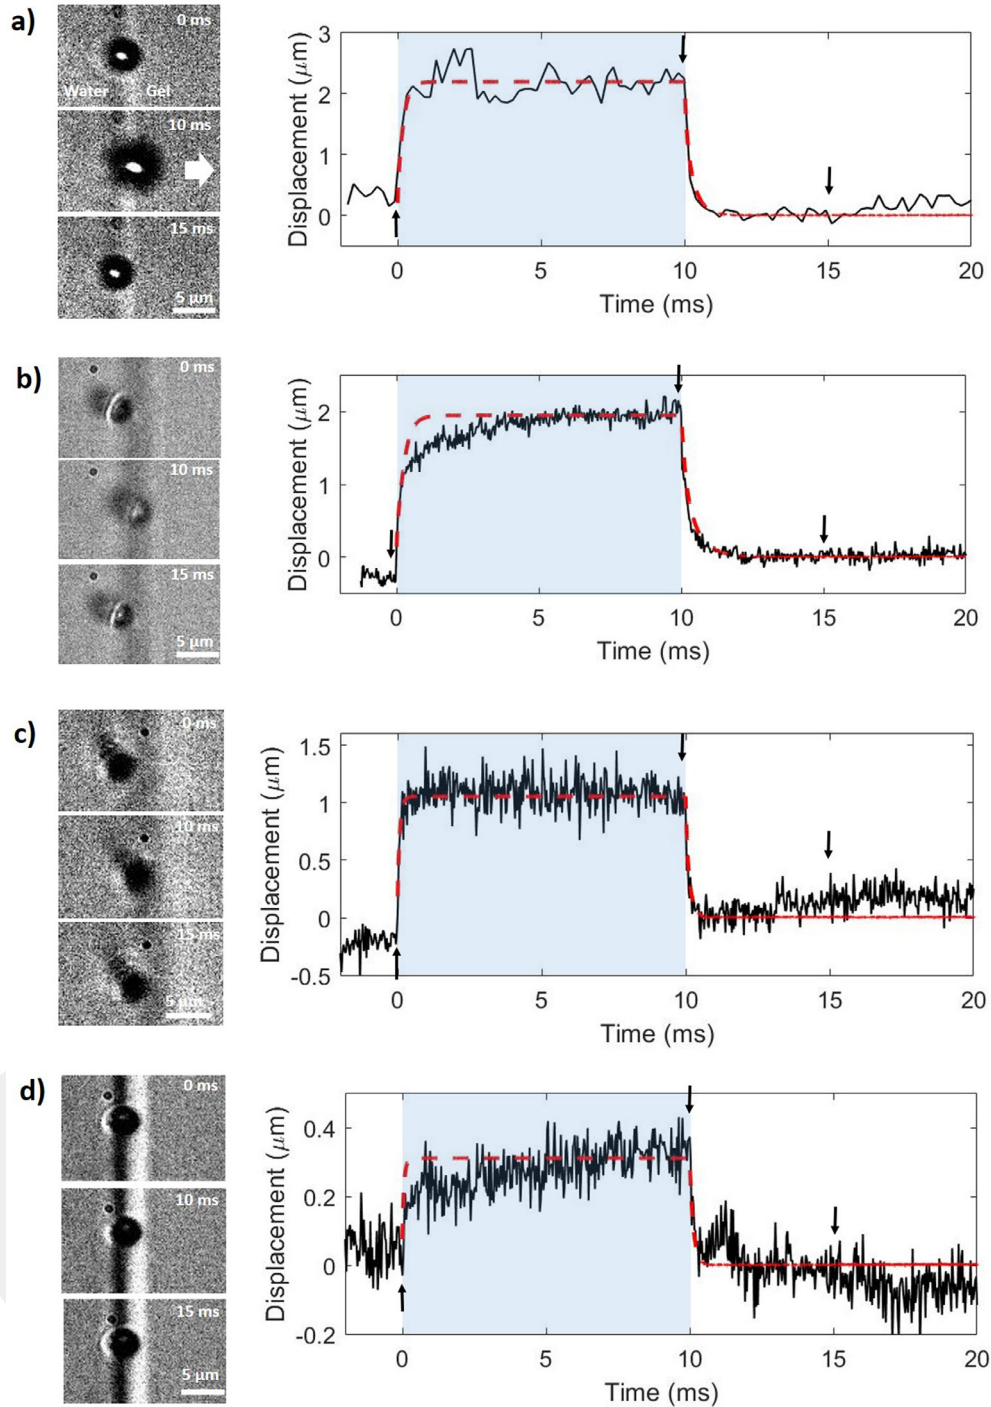 a)
0 ms
Water Gel
10 ms
15 ms
5 µm
Displacement (µm)
3
2
1
0
0 5 10 15 20
Time (ms)
b)
0 ms
10 ms
15 ms
5 µm
Displacement (µm)
2
1
0
0 5 10 15 20
Time (ms)
c)
0 ms
10 ms
15 ms
5 µm
Displacement (µm)
1.5
1
0.5
0
-0.5
0 5 10 15 20
Time (ms)
d)
0 ms
10 ms
15 ms
5 µm
Displacement (µm)
0.4
0.2
0
-0.2
0 5 10 15 20
Time (ms)